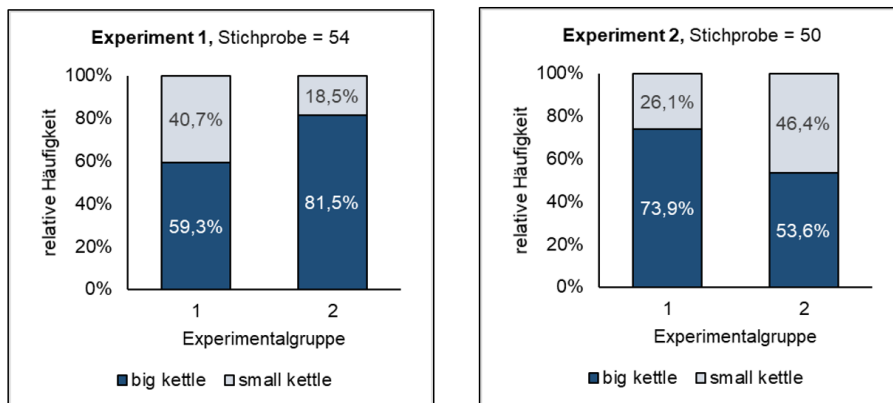 Experiment 1, Stichprobe = 54
relative Häufigkeit
100%
80%
60%
40%
20%
0%
40,7%
18,5%
59,3%
81,5%
1
2
Experimentalgruppe
big kettle
small kettle
Experiment 2, Stichprobe = 50
relative Häufigkeit
100%
80%
60%
40%
20%
0%
26,1%
46,4%
73,9%
53,6%
1
2
Experimentalgruppe
big kettle
small kettle